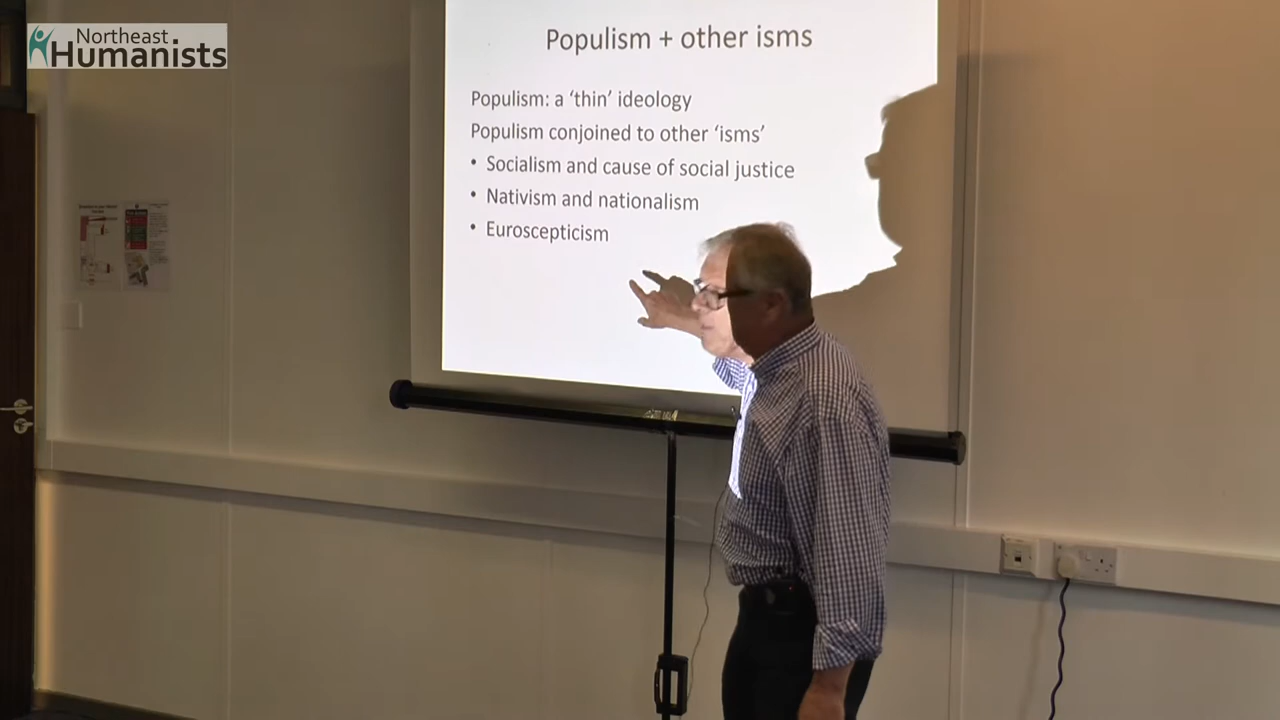 Northeast
Humanists
Populism + other isms
Populism: a ‘thin’ ideology
Populism conjoined to other ‘isms’
• Socialism and cause of social justice
• Nativism and nationalism
• Euroscepticism